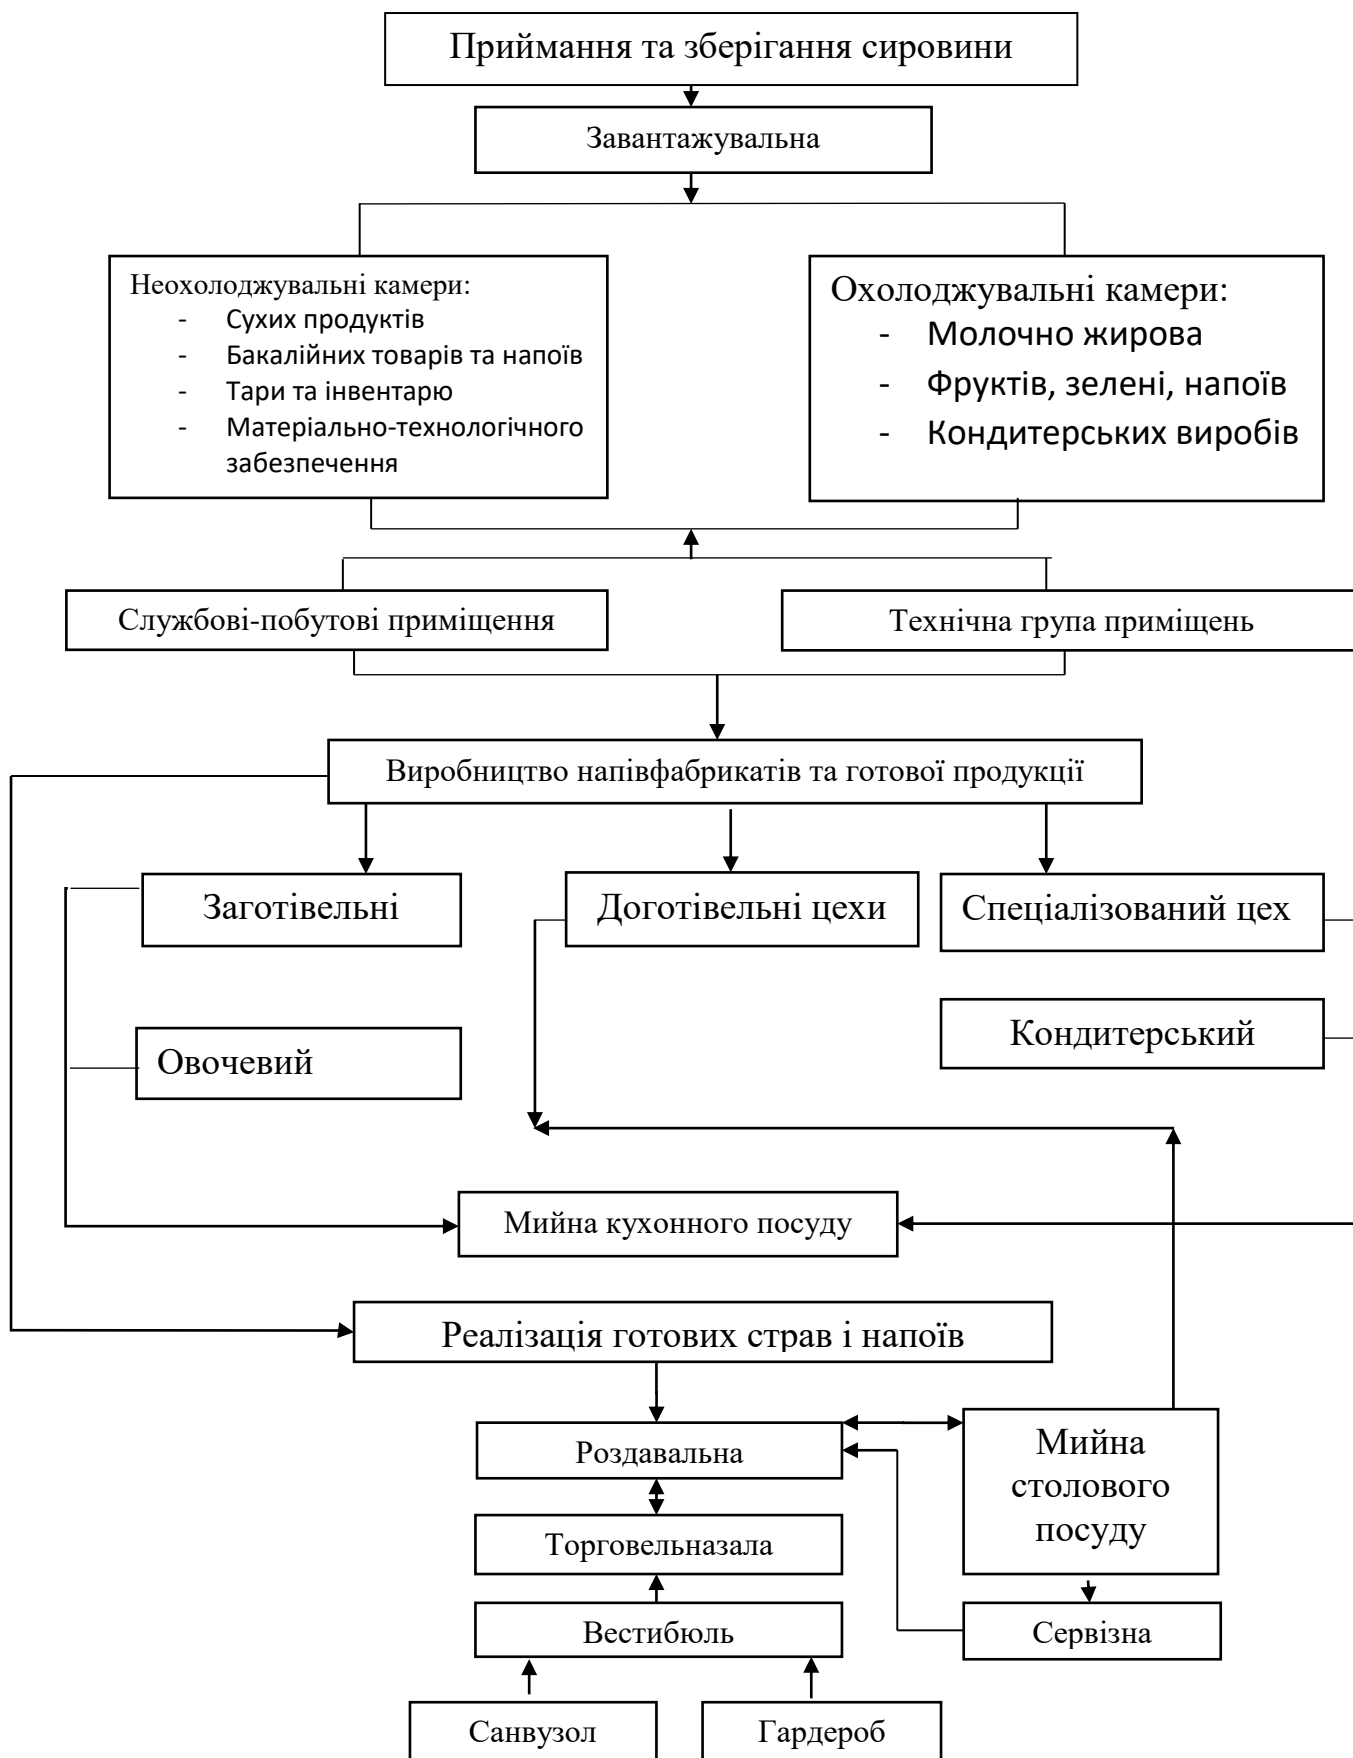 Приймання та зберігання сировини
Завантажувальна
Неохолоджувальні камери:
- Сухих продуктів
- Бакалійних товарів та напоїв
- Тари та інвентарю
- Матеріально-технологічного
забезпечення
Охолоджувальні камери:
- Молочно жирова
- Фруктів, зелені, напоїв
- Кондитерських виробів
Службові-побутові приміщення
Технічна група приміщень
Виробництво напівфабрикатів та готової продукції
Заготівельні
Доготівельні цехи
Спеціалізований цех
Овочевий
Кондитерський
Мийна кухонного посуду
Реалізація готових страв і напоїв
Роздавальна
Мийна
столового
посуду
Торговельназала
Вестибюль
Сервізна
Санвузол
Гардероб